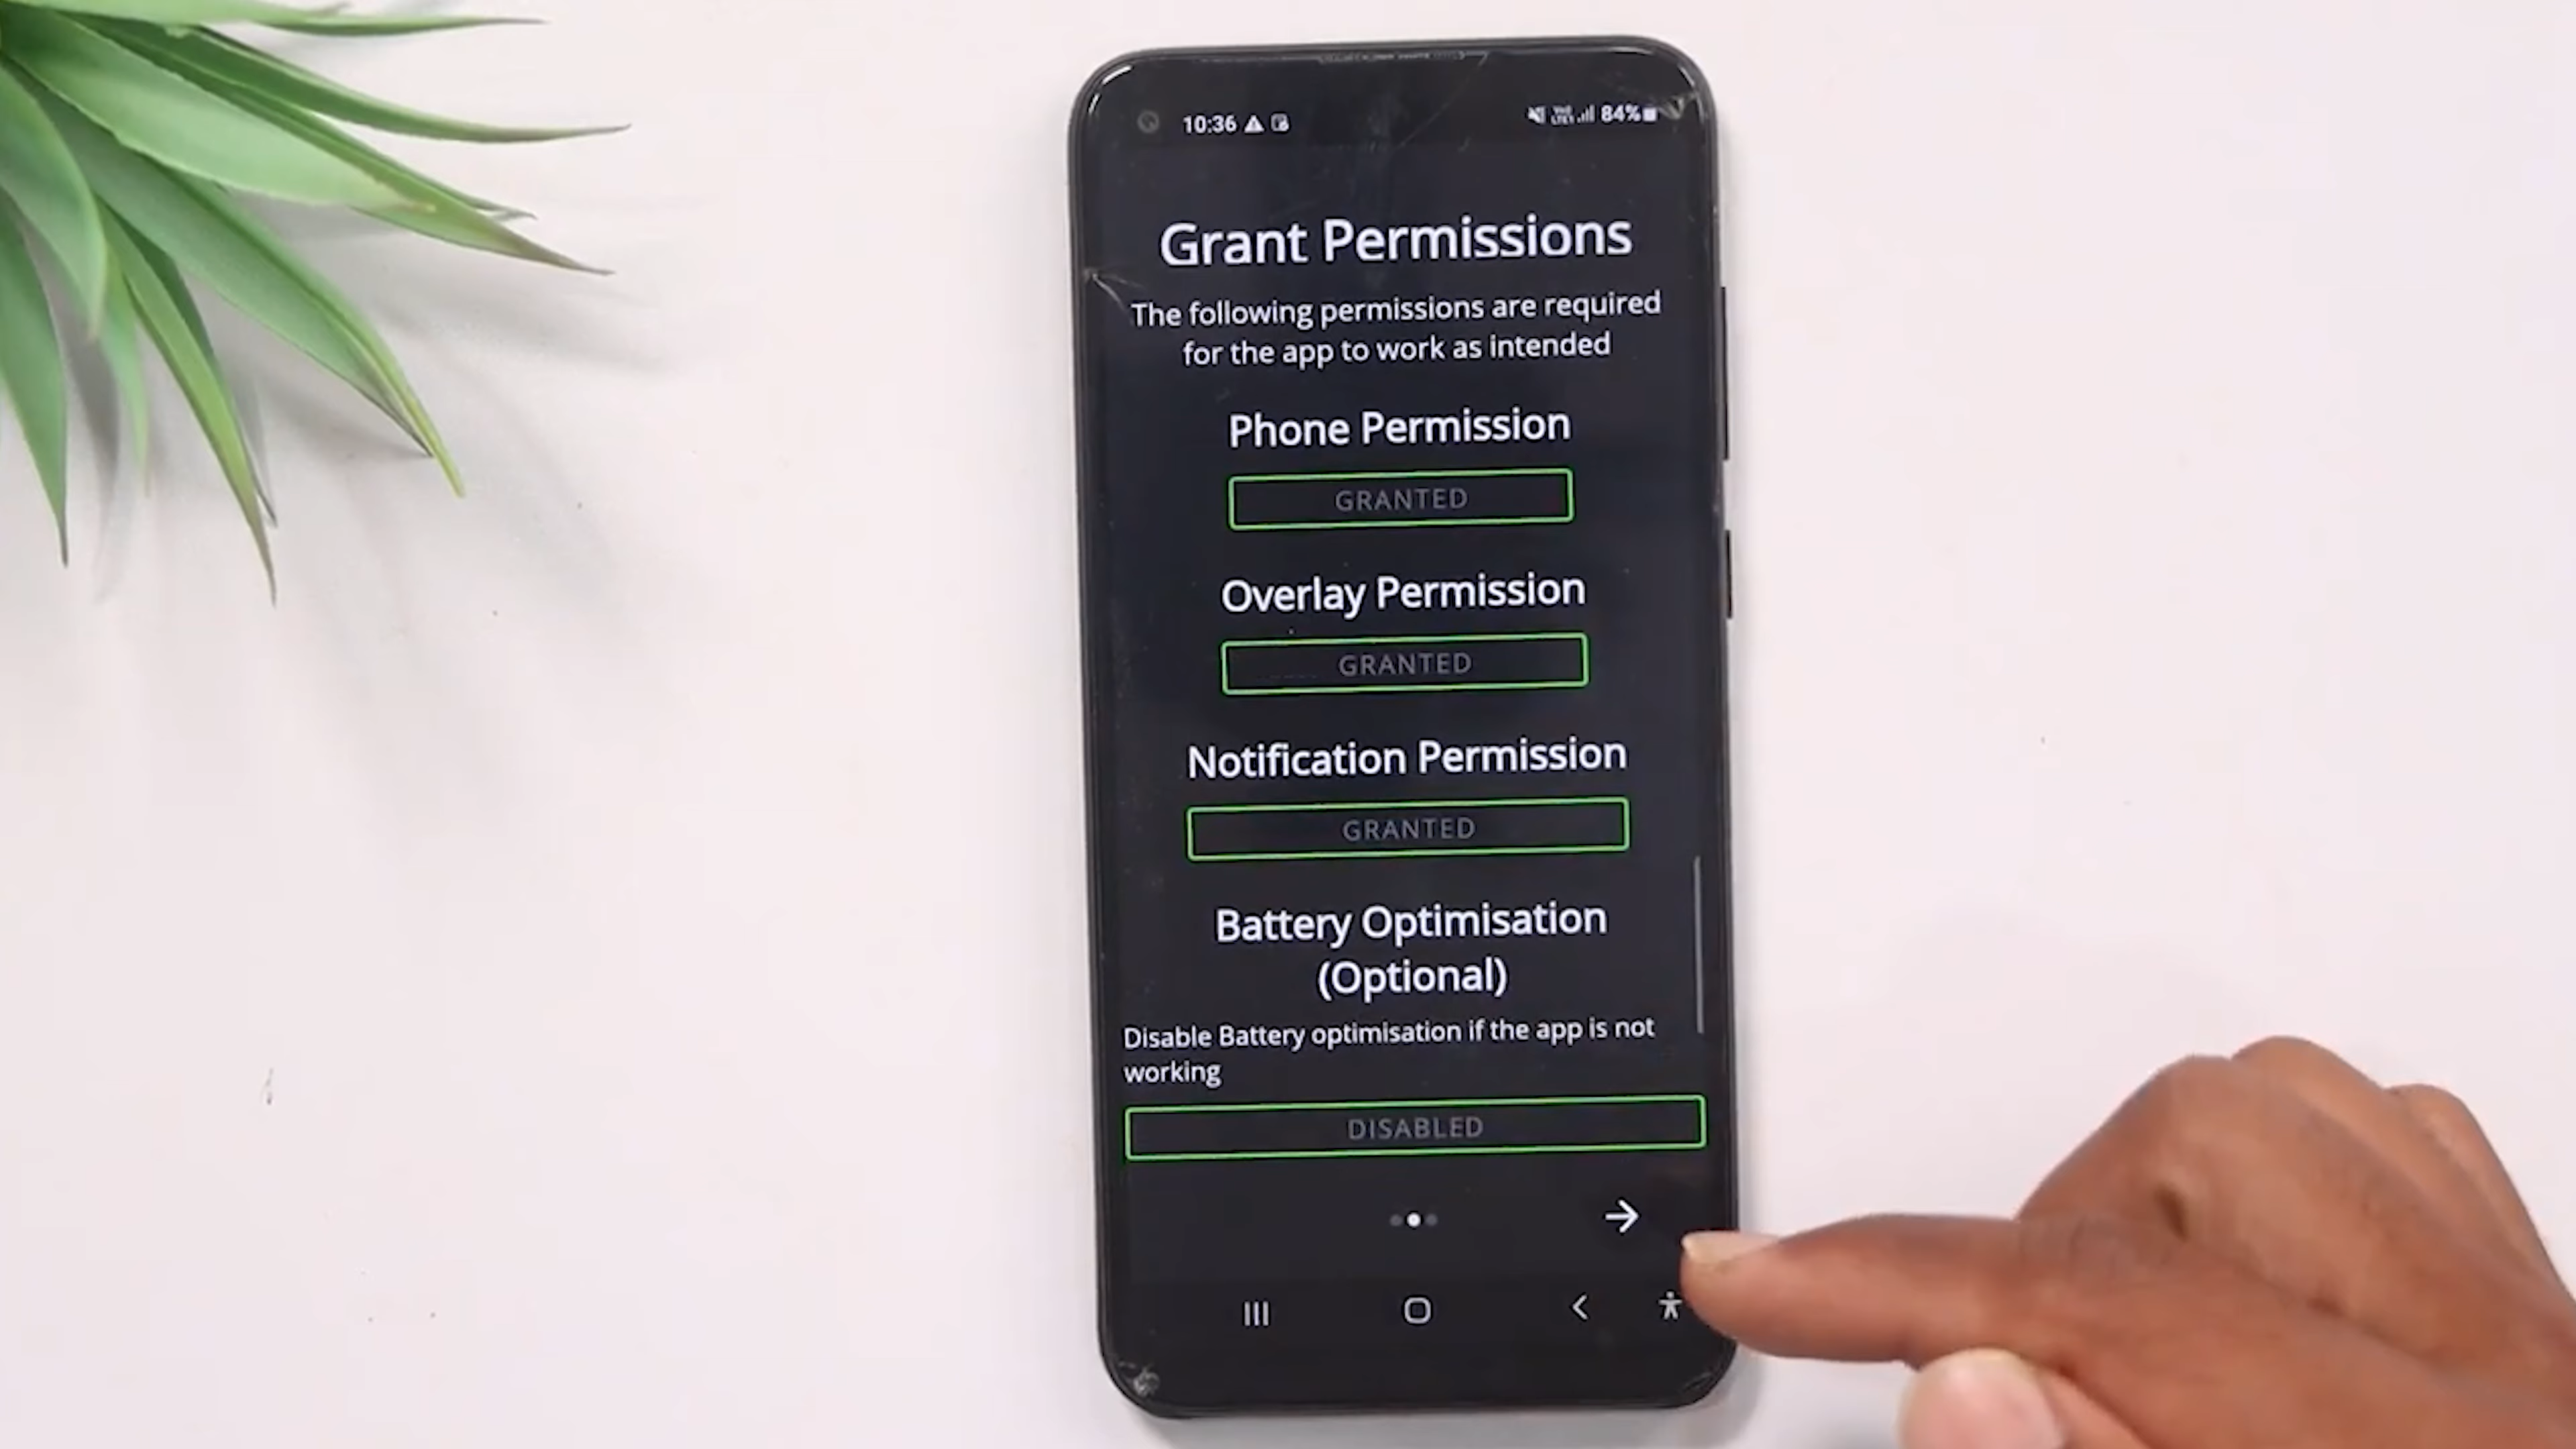 10:36
84%
Grant Permissions
The following permissions are required
for the app to work as intended
Phone Permission
GRANTED
Overlay Permission
GRANTED
Notification Permission
GRANTED
Battery Optimisation
(Optional)
Disable Battery optimisation if the app is not
working
DISABLED